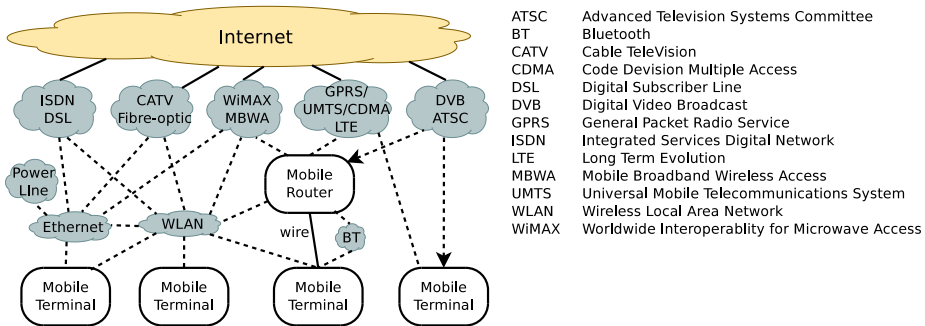 Internet
ISDN
DSL
CATV
Fibre-optic
WiMAX
MBWA
GPRS/
UMTS/CDMA
LTE
DVB
ATSC
Power
LIne
Mobile
Router
Ethernet
WLAN
wire
BT
Mobile
Terminal
Mobile
Terminal
Mobile
Terminal
Mobile
Terminal
ATSC Advanced Television Systems Committee
BT Bluetooth
CATV Cable TeleVision
CDMA Code Devision Multiple Access
DSL Digital Subscriber Line
DVB Digital Video Broadcast
GPRS General Packet Radio Service
ISDN Integrated Services Digital Network
LTE Long Term Evolution
MBWA Mobile Broadband Wireless Access
UMTS Universal Mobile Telecommunications System
WLAN Wireless Local Area Network
WiMAX Worldwide Interoperablity for Microwave Access